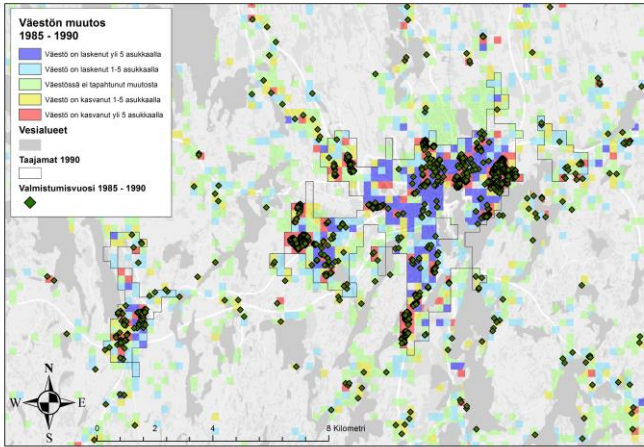 Väestön muutos
1985 - 1990
Väestö on laskenut yli 5 asukkaalla
Väestö on laskenut 1-5 asukkaalla
Väestössä ei tapahtunut muutosta
Väestö on kasvanut 1-5 asukkaalla
Väestö on kasvanut yli 5 asukkaalla
Vesialueet
Taajamat 1990
Valmistumisvuosi 1985 - 1990
N
W E
S
0 2 4 8 Kilometri